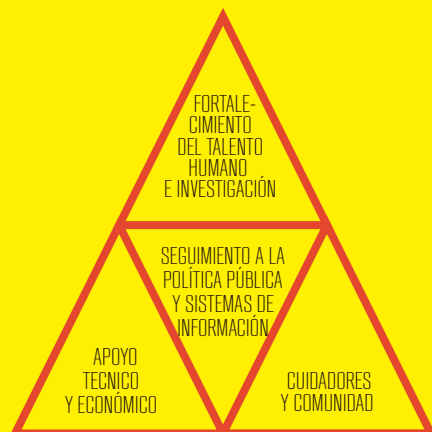 FORTALE-
CIMIENTO
DEL TALENTO
HUMANO
E INVESTIGACIÓN
SEGUIMIENTO A LA
POLÍTICA PÚBLICA
Y SISTEMAS DE
INFORMACIÓN
APOYO
TECNICO
Y ECONÓMICO
CUIDADORES
Y COMUNIDAD